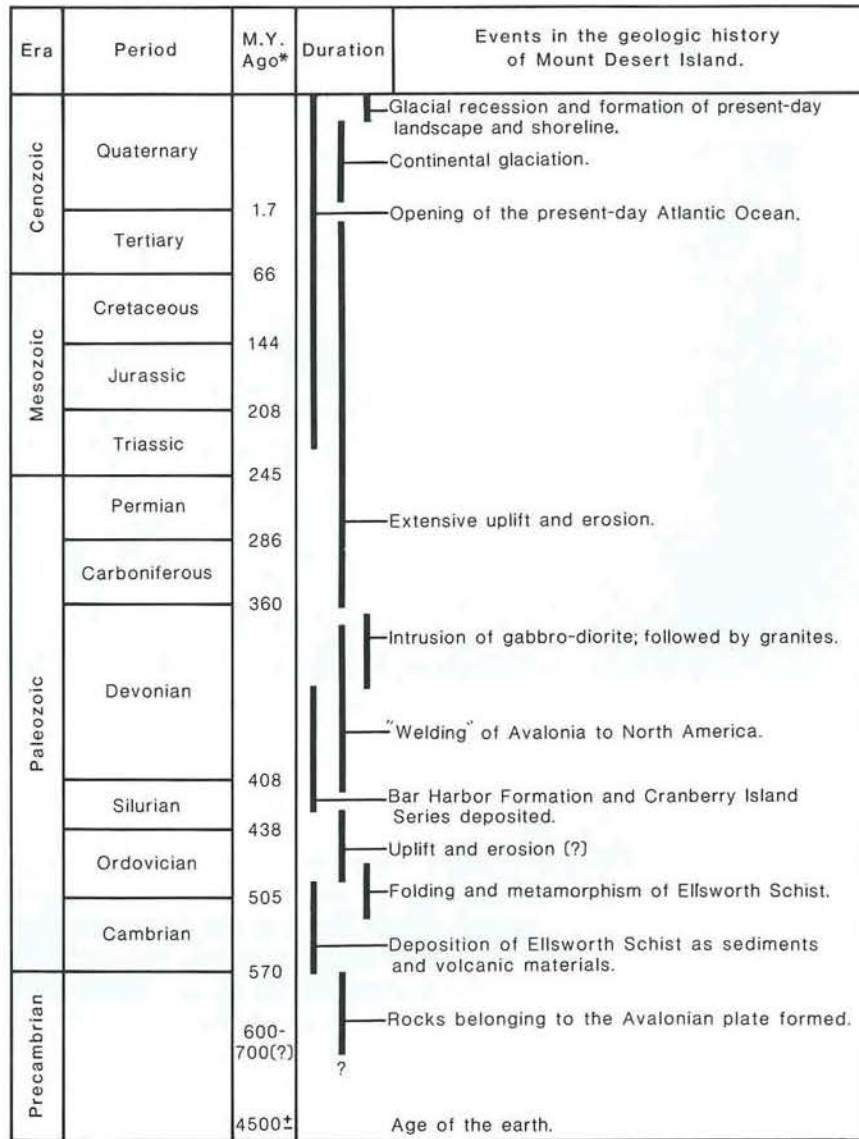 Era
Period
M.Y.
Ago*
Duration
Events in the geologic history
of Mount Desert Island.
Cenozoic
Quaternary
Glacial recession and formation of present-day
landscape and shoreline.
Continental glaciation.
1.7
Opening of the present-day Atlantic Ocean.
Tertiary
66
Mesozoic
Cretaceous
144
Jurassic
208
Triassic
245
Paleozoic
Permian
Extensive uplift and erosion.
286
Carboniferous
360
Intrusion of gabbro-diorite; followed by granites.
Devonian
"Welding" of Avalonia to North America.
408
Silurian
Bar Harbor Formation and Cranberry Island
Series deposited.
438
Ordovician
Uplift and erosion (?)
Folding and metamorphism of Ellsworth Schist.
505
Cambrian
Deposition of Ellsworth Schist as sediments
and volcanic materials.
570
Precambrian
Rocks belonging to the Avalonian plate formed.
600-
700(?)
?
4500±
Age of the earth.